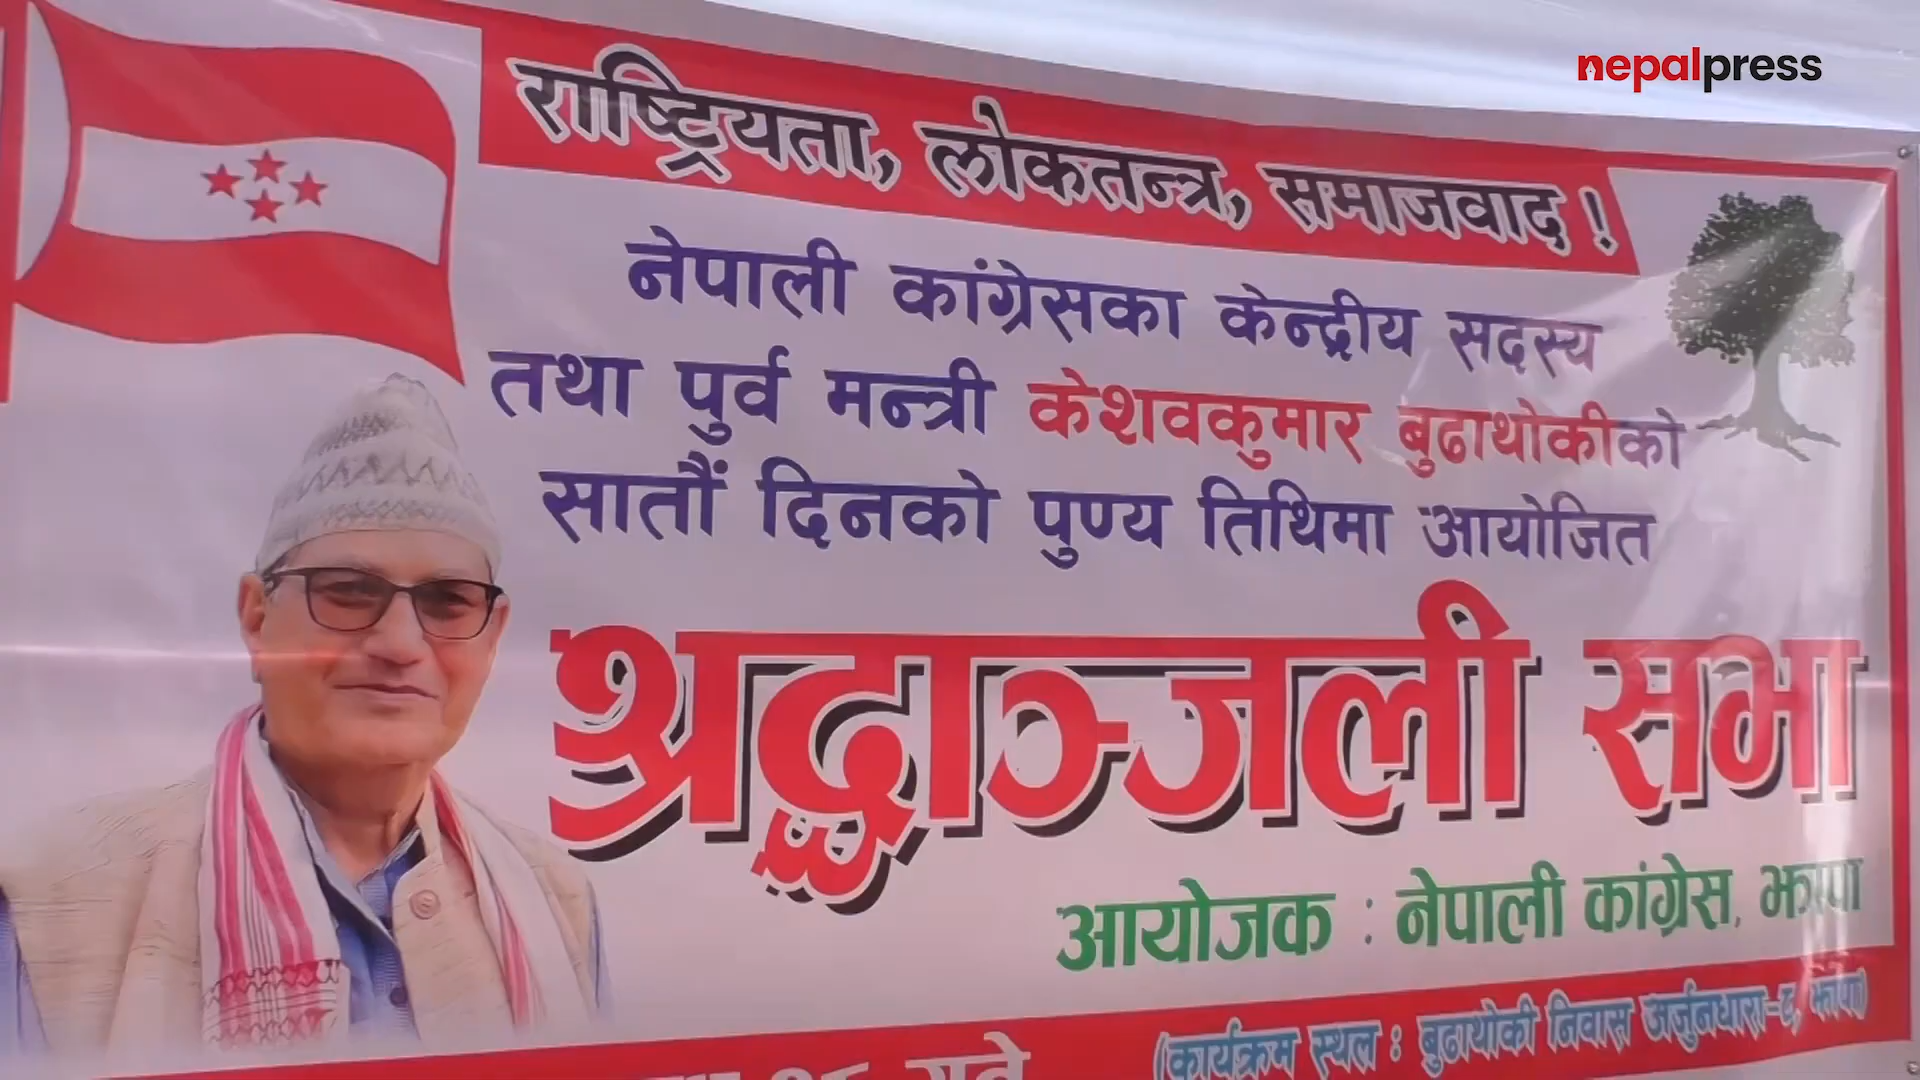 nepalpress
राष्ट्रियता, लोकतन्त्र, समाजवाद !
नेपाली कांग्रेसका केन्द्रीय सदस्य
तथा पुर्व मन्त्री केशवकुमार बुढाथोकीको
सातौं दिनको पुण्य तिथिमा आयोजित
श्रद्धाञ्जली सभा
आयोजक : नेपाली कांग्रेस, झापा
गते
(कार्यक्रम स्थल : बुढाथोकी निवास अर्जुनधारा-८, झापा)